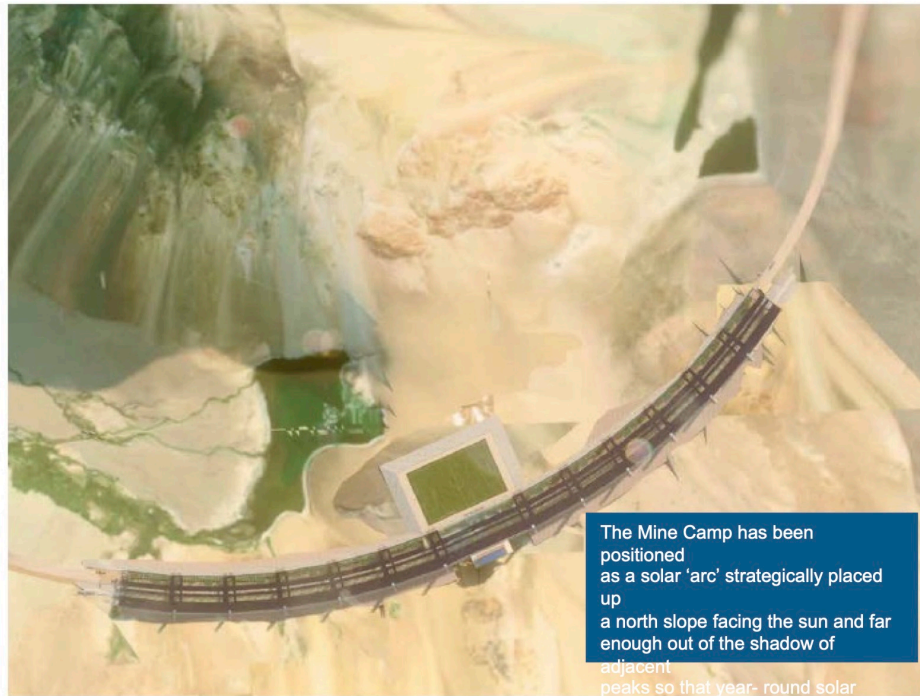 The Mine Camp has been
positioned
as a solar ‘arc’ strategically placed
up
a north slope facing the sun and far
enough out of the shadow of
adjacent
peaks so that year- round solar